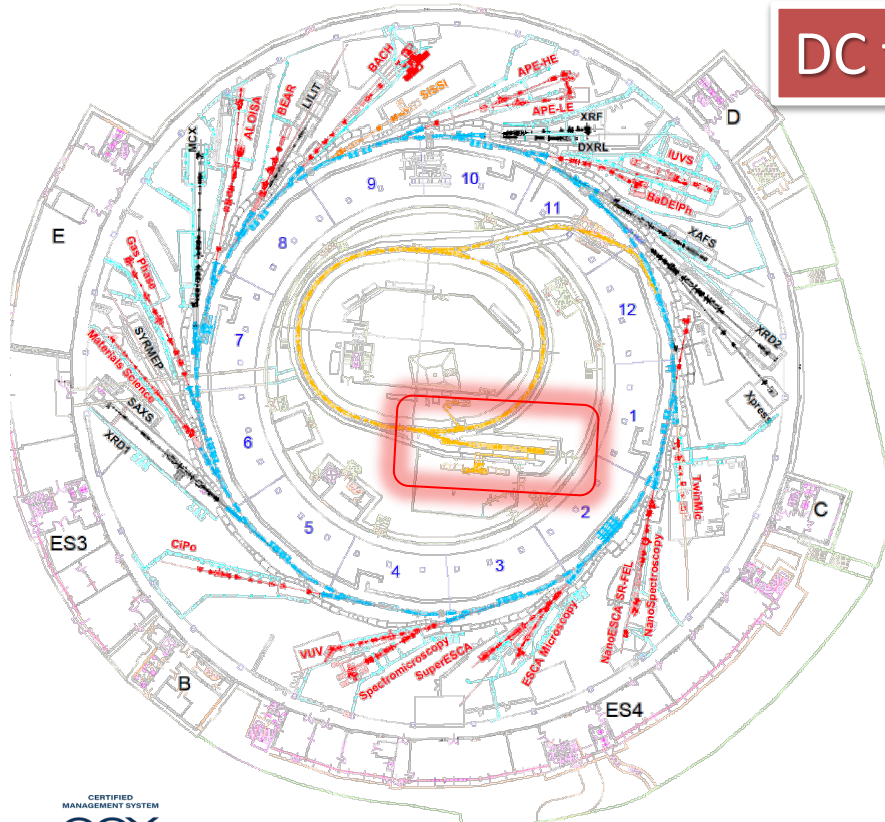 DC
BACH
SISSI
APE-HE
APE-LE
XRF
DXRL
IUVS
BaDElPh
D
ALOISA
BEAR
LILIT
MCX
9
10
11
XAFS
E
8
12
Gas Phase
SYRMEP
Materials Science
SAXS
XRD1
7
XRD2
Xpress
1
6
TwinMic
2
C
ES3
5
CiPo
4
3
NanoESCA
SR-FEL
NanoSpectroscopy
VUV
Spectromicroscopy
SuperESCA
ESCA Microscopy
B
ES4
CERTIFIED
MANAGEMENT SYSTEM